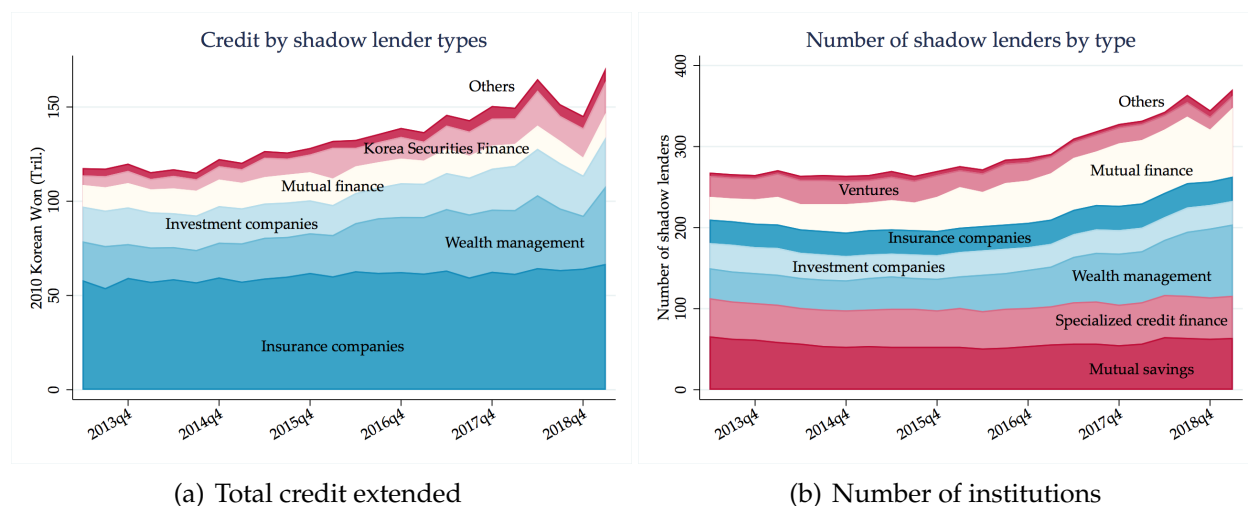 Credit by shadow lender types
2010 Korean Won (Tril.)
150
100
50
0
Others
Korea Securities Finance
Mutual finance
Investment companies
Wealth management
Insurance companies
2013q4
2014q4
2015q4
2016q4
2017q4
2018q4
(a) Total credit extended
Number of shadow lenders by type
Number of shadow lenders
400
300
200
100
0
Others
Mutual finance
Ventures
Insurance companies
Investment companies
Wealth management
Specialized credit finance
Mutual savings
2013q4
2014q4
2015q4
2016q4
2017q4
2018q4
(b) Number of institutions